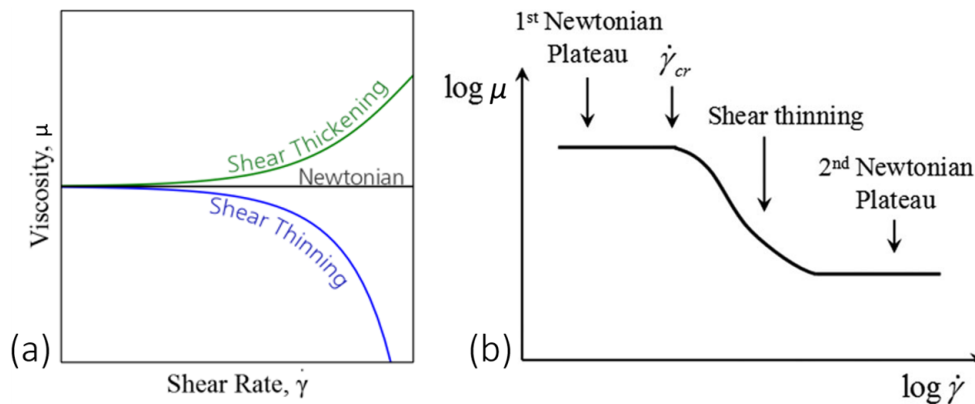 Viscosity, µ
Shear Thickening
Newtonian
Shear Thinning
(a)
Shear Rate, γ̇
1st Newtonian
Plateau
γ̇cr
log µ
Shear thinning
2nd Newtonian
Plateau
(b)
log γ̇